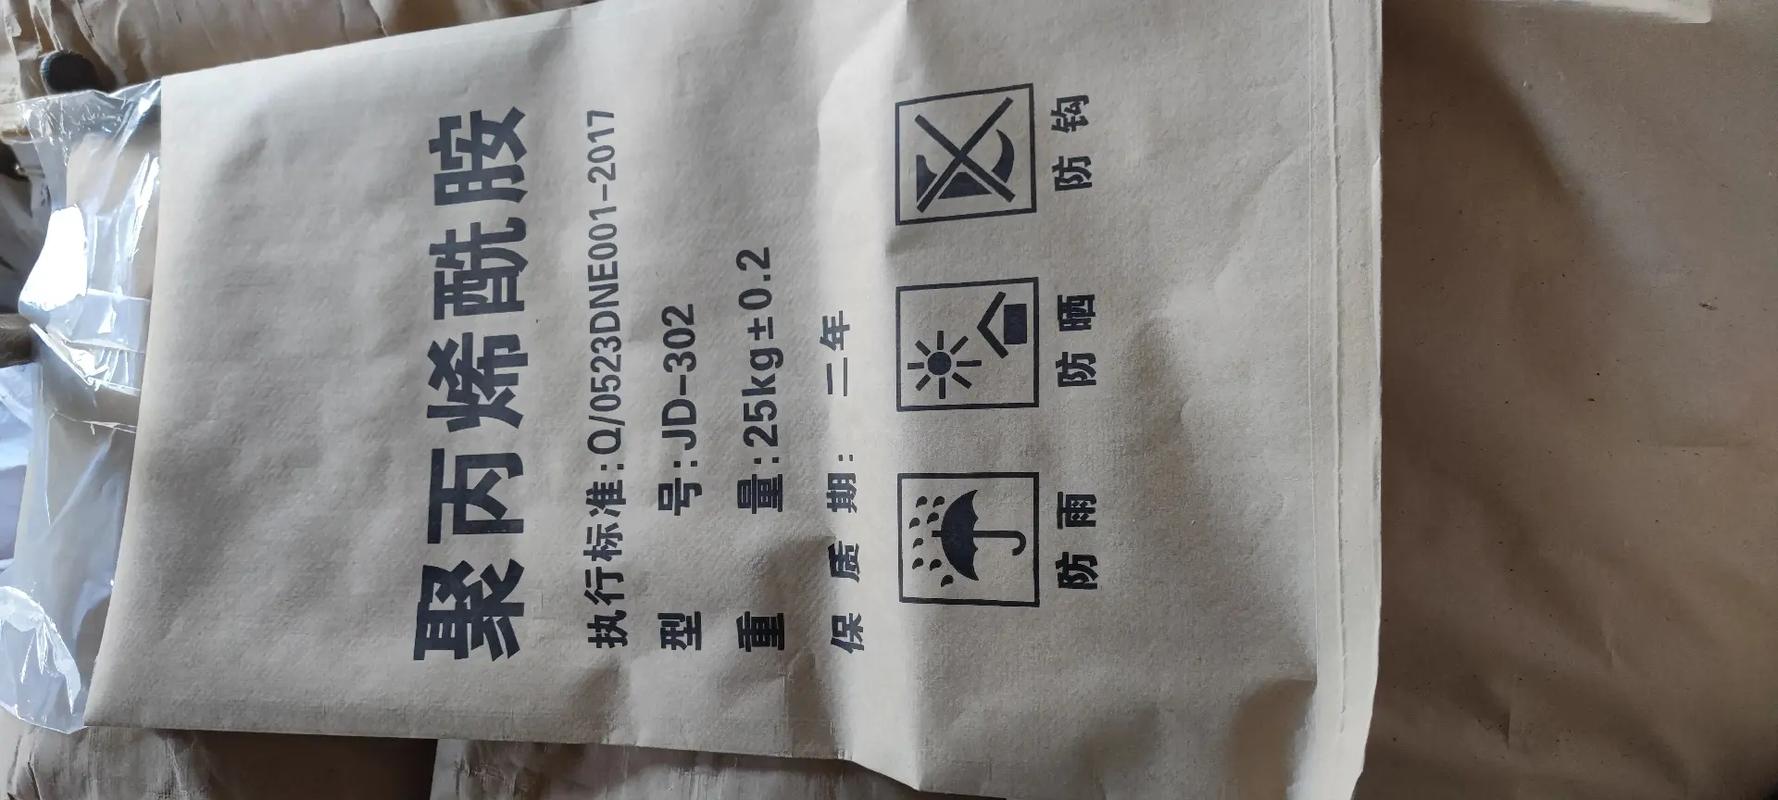 聚丙烯酰胺
执行标准:Q/0523DNE001-2017
型 号:JD-302
重 量:25kg±0.2
保 质 期: 二年
防 雨 防 晒 防 钩